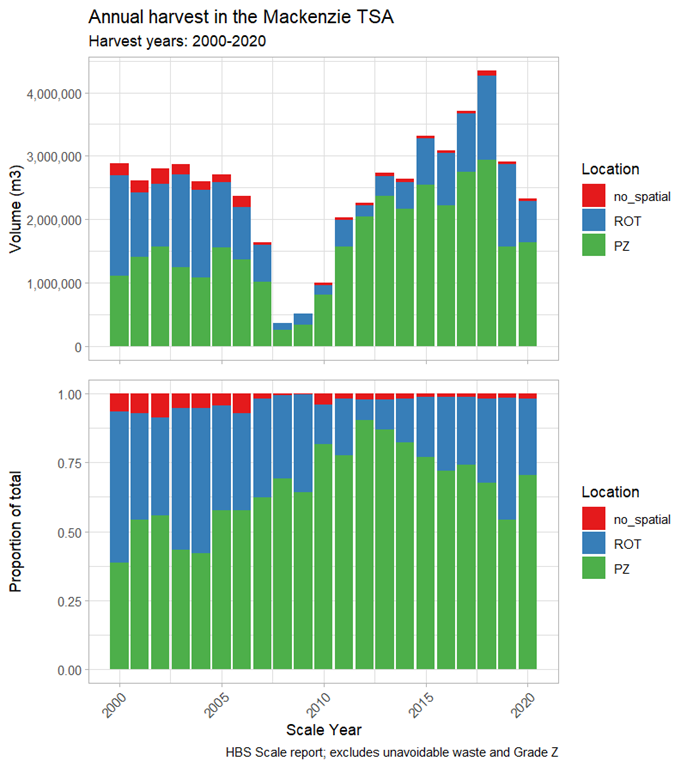 Annual harvest in the Mackenzie TSA
Harvest years: 2000-2020
Volume (m3)
4,000,000
3,000,000
2,000,000
1,000,000
0
Location
no_spatial
ROT
PZ
Proportion of total
1.00
0.75
0.50
0.25
0.00
Location
no_spatial
ROT
PZ
2000
2005
2010
2015
2020
Scale Year
HBS Scale report; excludes unavoidable waste and Grade Z